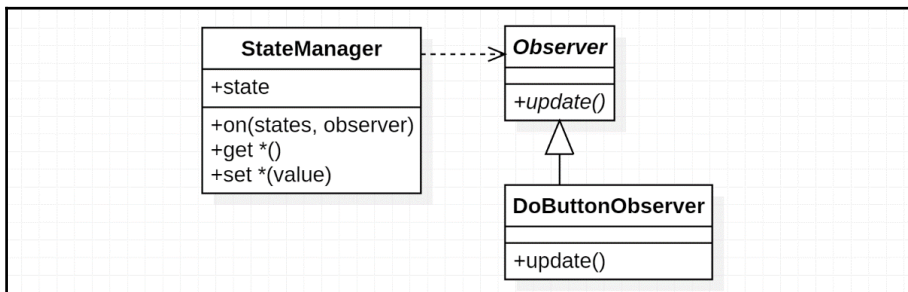 StateManager
+state
+on(states, observer)
+get *()
+set *(value)
Observer
+update()
DoButtonObserver
+update()